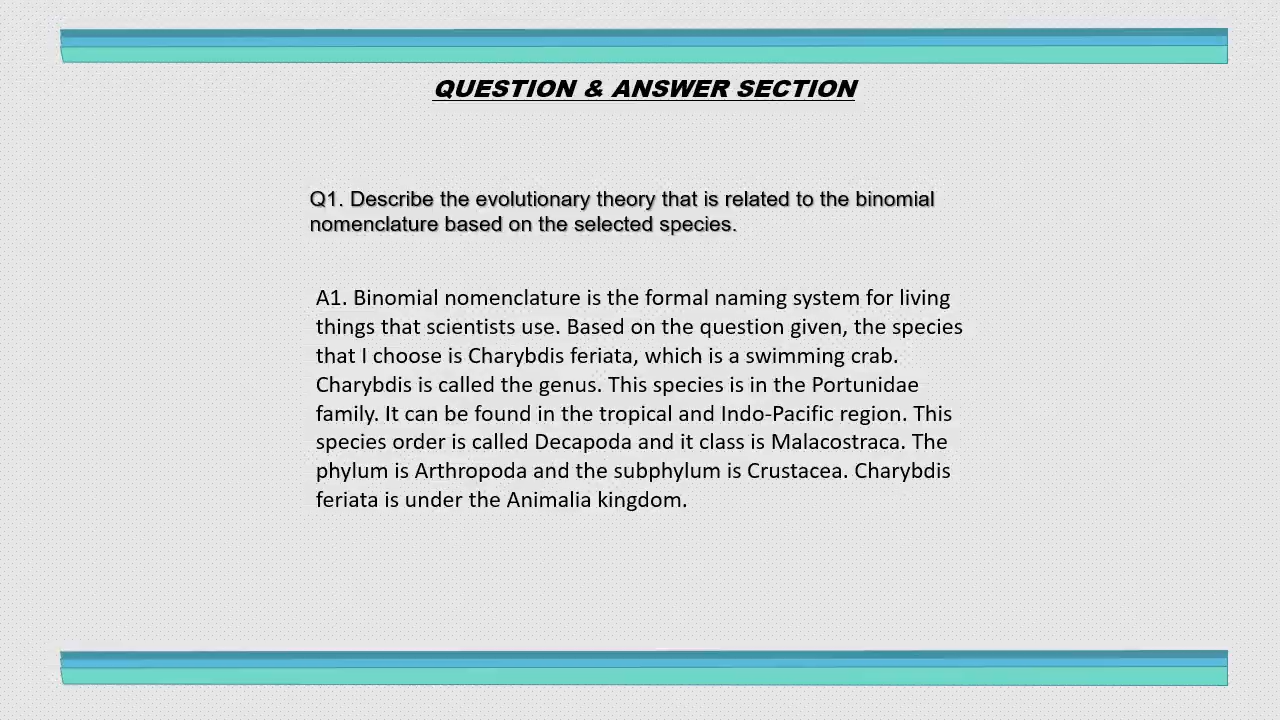 QUESTION & ANSWER SECTION
Q1. Describe the evolutionary theory that is related to the binomial
nomenclature based on the selected species.
A1. Binomial nomenclature is the formal naming system for living
things that scientists use. Based on the question given, the species
that I choose is Charybdis feriata, which is a swimming crab.
Charybdis is called the genus. This species is in the Portunidae
family. It can be found in the tropical and Indo-Pacific region. This
species order is called Decapoda and it class is Malacostraca. The
phylum is Arthropoda and the subphylum is Crustacea. Charybdis
feriata is under the Animalia kingdom.